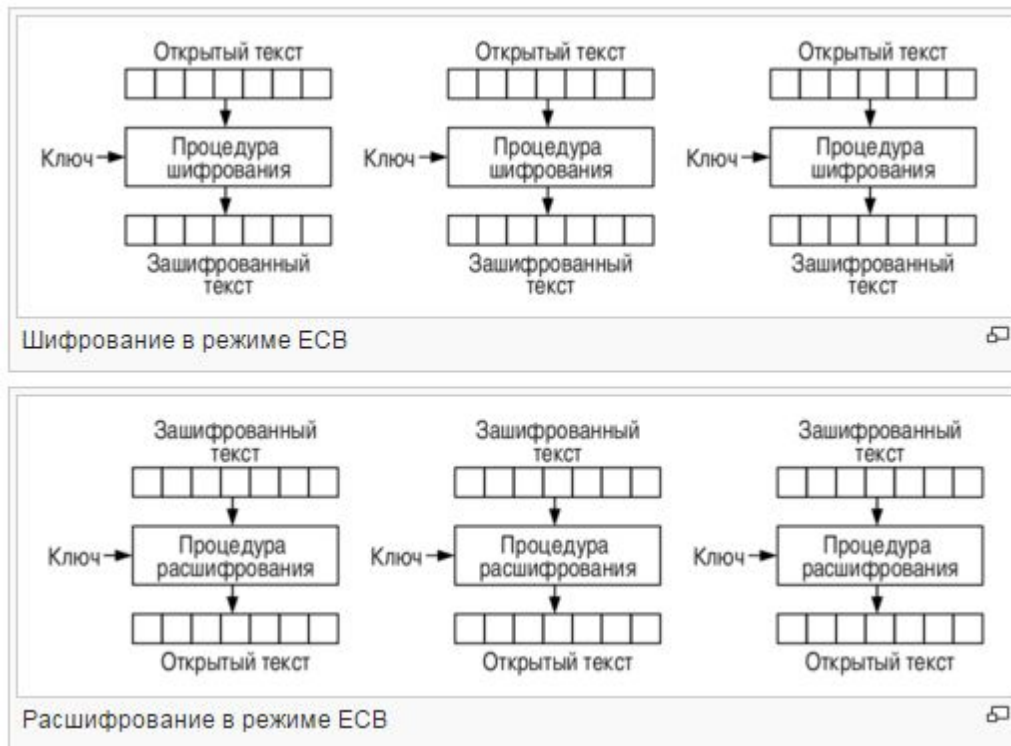 Открытый текст Открытый текст Открытый текст
Ключ Процедура шифрования Ключ Процедура шифрования Ключ Процедура шифрования
Зашифрованный текст Зашифрованный текст Зашифрованный текст
Шифрование в режиме ECB
Зашифрованный текст Зашифрованный текст Зашифрованный текст
Ключ Процедура расшифрования Ключ Процедура расшифрования Ключ Процедура расшифрования
Открытый текст Открытый текст Открытый текст
Расшифрование в режиме ECB